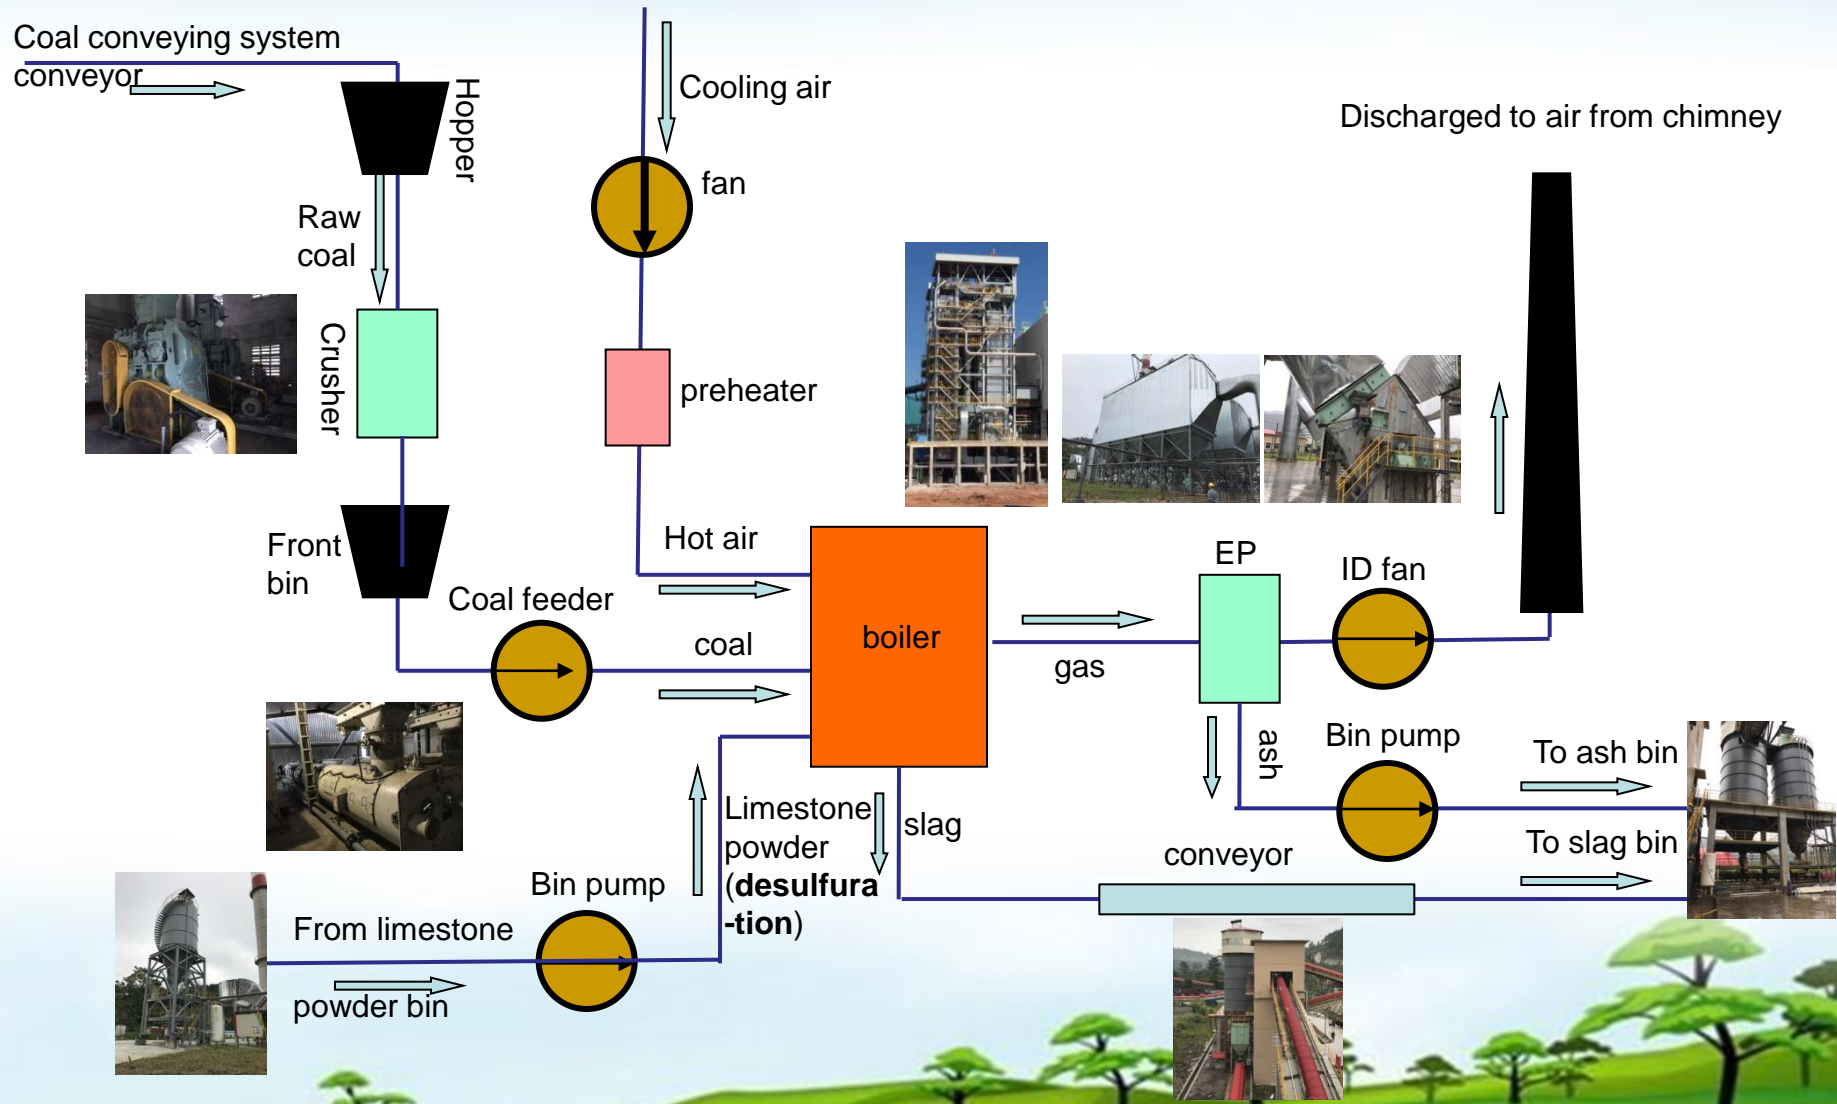 Coal conveying system
conveyor
Hopper
Cooling air
Discharged to air from chimney
fan
Raw
coal
Crusher
preheater
Front
bin
Hot air
EP
ID fan
Coal feeder
coal
boiler
gas
ash
Bin pump
To ash bin
Limestone
powder
(desulfura
-tion)
slag
conveyor
To slag bin
Bin pump
From limestone
powder bin